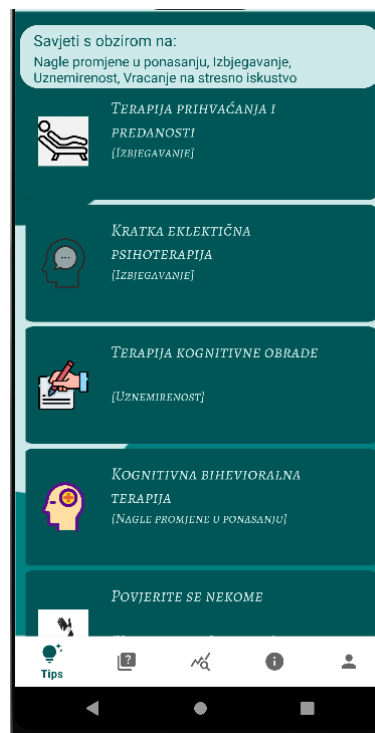 Savjeti s obzirom na:
Nagle promjene u ponasanju, Izbjegavanje,
Uznemirenost, Vracanje na stresno iskustvo
Terapija prihvaćanja i
predanosti
[Izbjegavanje]
Kratka eklektična
psihoterapija
[Izbjegavanje]
Terapija kognitivne obrade
[Uznemirenost]
Kognitivna bihevioralna
terapija
[Nagle promjene u ponasanju]
Povjerite se nekome
Tips